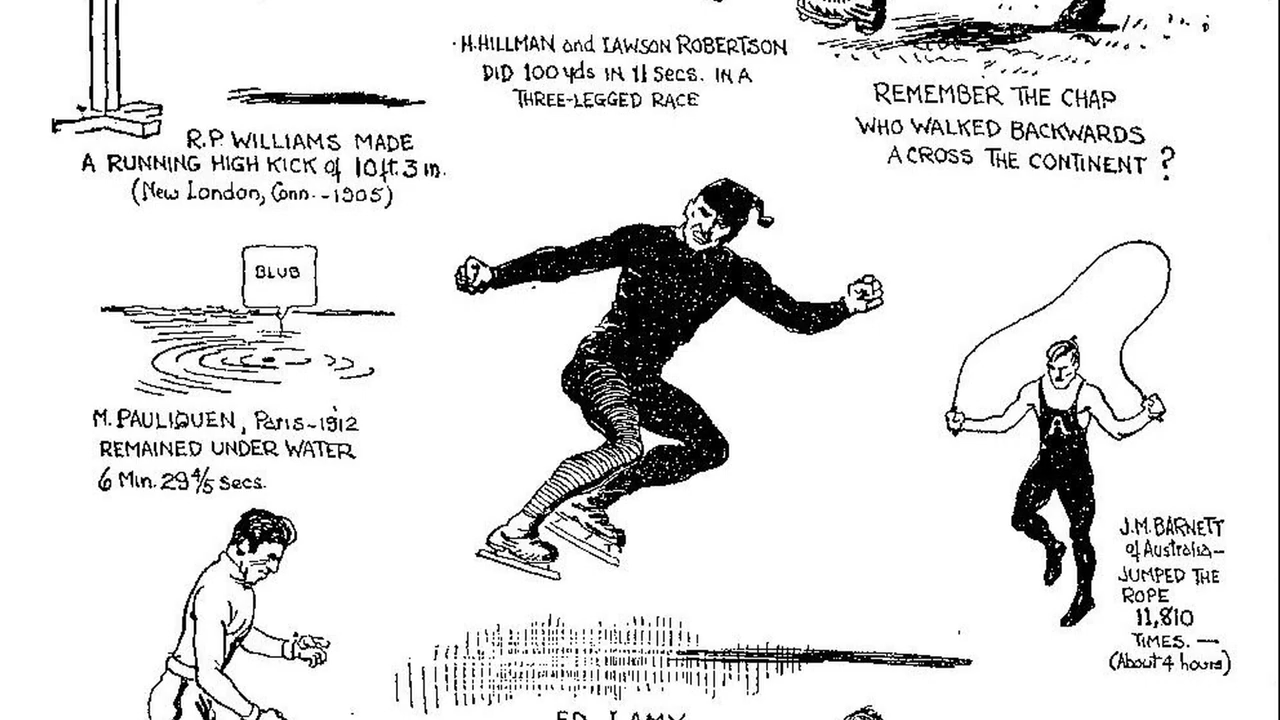 H. HILLMAN and LAWSON ROBERTSON
DID 100 yds IN 11 Secs. IN A
THREE-LEGGED RACE
REMEMBER THE CHAP
WHO WALKED BACKWARDS
ACROSS THE CONTINENT ?
R.P. WILLIAMS MADE
A RUNNING HIGH KICK of 10 ft. 3 in.
(New London, Conn. - 1905)
BLUB
M. PAULIQUEN, Paris - 1912
REMAINED UNDER WATER
6 Min. 29 4/5 Secs.
J.M. BARNETT
of Australia —
JUMPED THE
ROPE
11,810
TIMES. —
(About 4 hours)
ED. LAMY